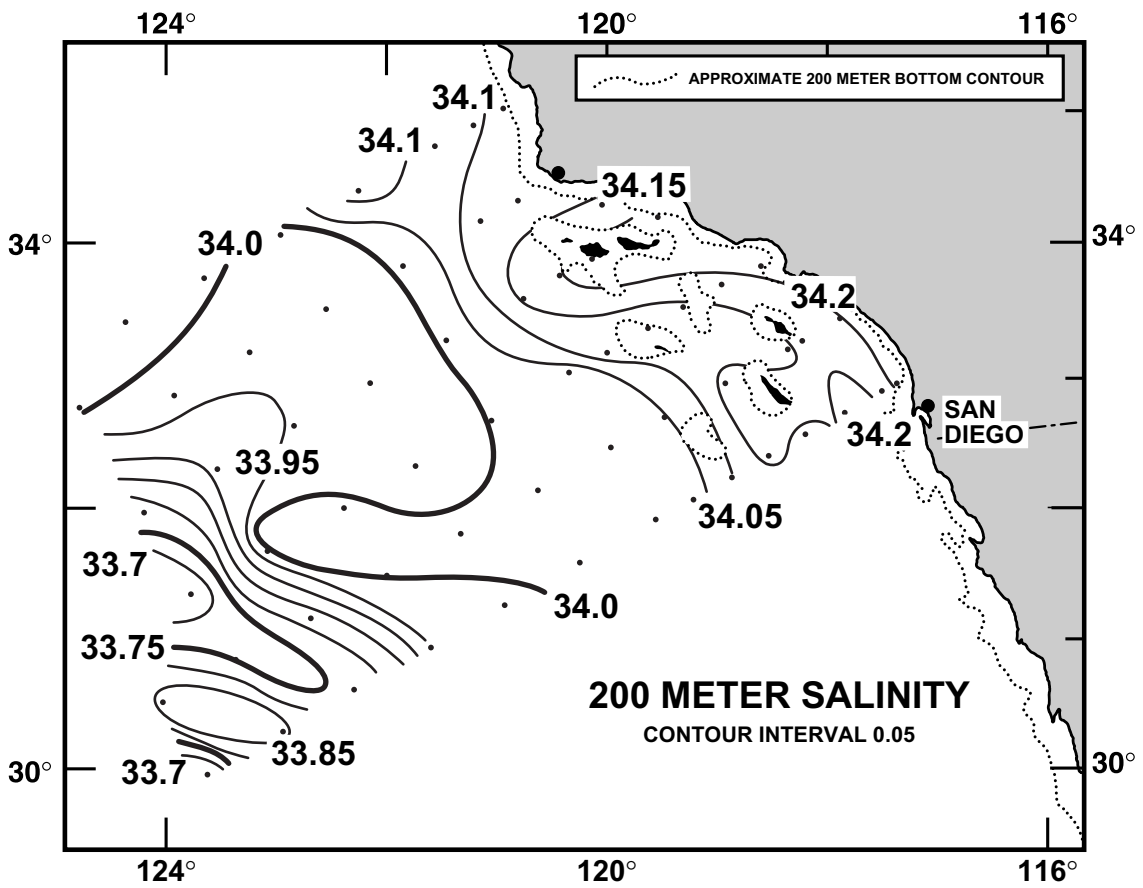 124° 120° 116°
APPROXIMATE 200 METER BOTTOM CONTOUR
34.1
34.1
34.15
34° 34.0 34°
34.2
SAN
DIEGO
34.2
33.95
34.05
33.7
34.0
33.75
200 METER SALINITY
CONTOUR INTERVAL 0.05
33.85
30° 33.7 30°
124° 120° 116°